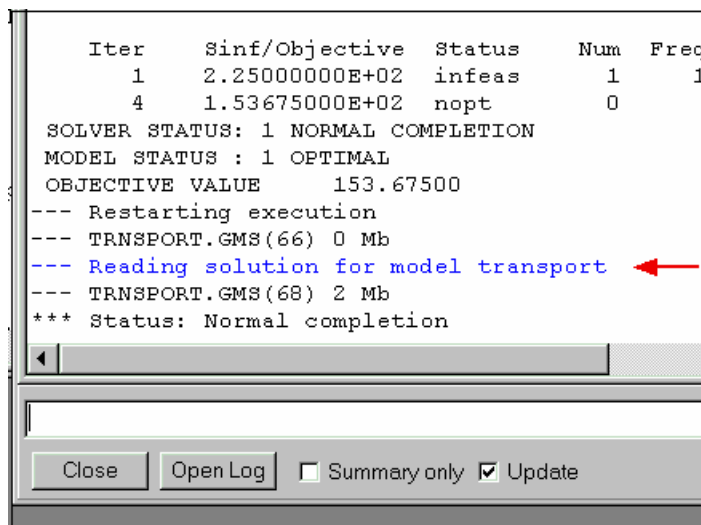 Iter Sinf/Objective Status Num Freq
1 2.25000000E+02 infeas 1 1
4 1.53675000E+02 nopt 0
SOLVER STATUS: 1 NORMAL COMPLETION
MODEL STATUS : 1 OPTIMAL
OBJECTIVE VALUE 153.67500
--- Restarting execution
--- TRNSPORT.GMS(66) 0 Mb
--- Reading solution for model transport
--- TRNSPORT.GMS(68) 2 Mb
*** Status: Normal completion
Close Open Log Summary only Update